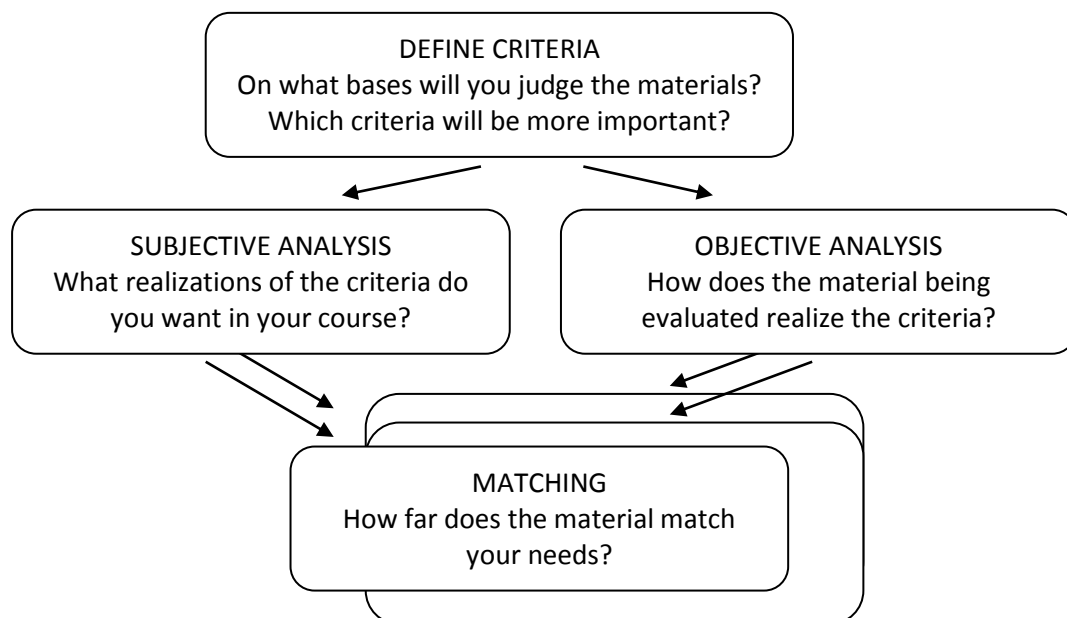 DEFINE CRITERIA
On what bases will you judge the materials?
Which criteria will be more important?
SUBJECTIVE ANALYSIS
What realizations of the criteria do
you want in your course?
OBJECTIVE ANALYSIS
How does the material being
evaluated realize the criteria?
MATCHING
How far does the material match
your needs?